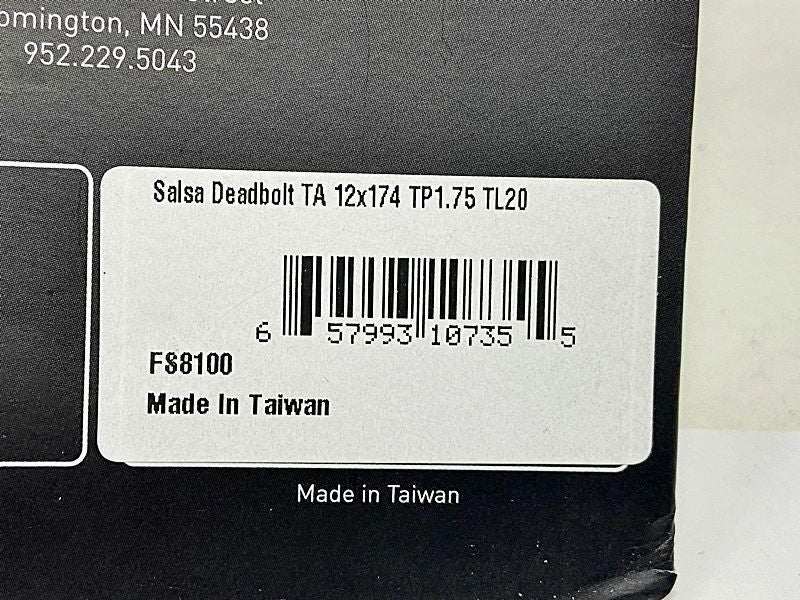 omington, MN 55438
952.229.5043
Salsa Deadbolt TA 12x174 TP1.75 TL20
6 57993 10735 5
FS8100
Made In Taiwan
Made in Taiwan